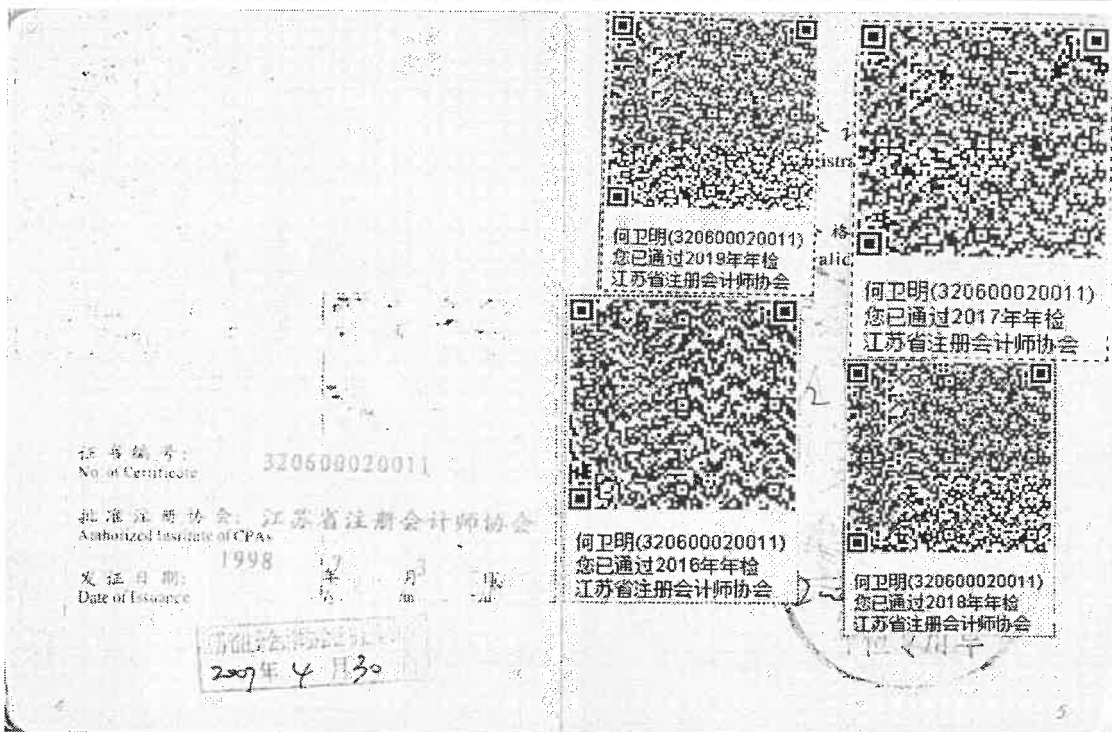 证书编号:
No. of Certificate
320600020011
批准注册协会: 江苏省注册会计师协会
Authorized Institute of CPAs
发证日期:
Date of Issuance
1998 年 7 月 3 日
/y /m /d
2007年 4 月30
何卫明(320600020011)
您已通过2019年年检
江苏省注册会计师协会
何卫明(320600020011)
您已通过2017年年检
江苏省注册会计师协会
何卫明(320600020011)
您已通过2016年年检
江苏省注册会计师协会
何卫明(320600020011)
您已通过2018年年检
江苏省注册会计师协会
格
5